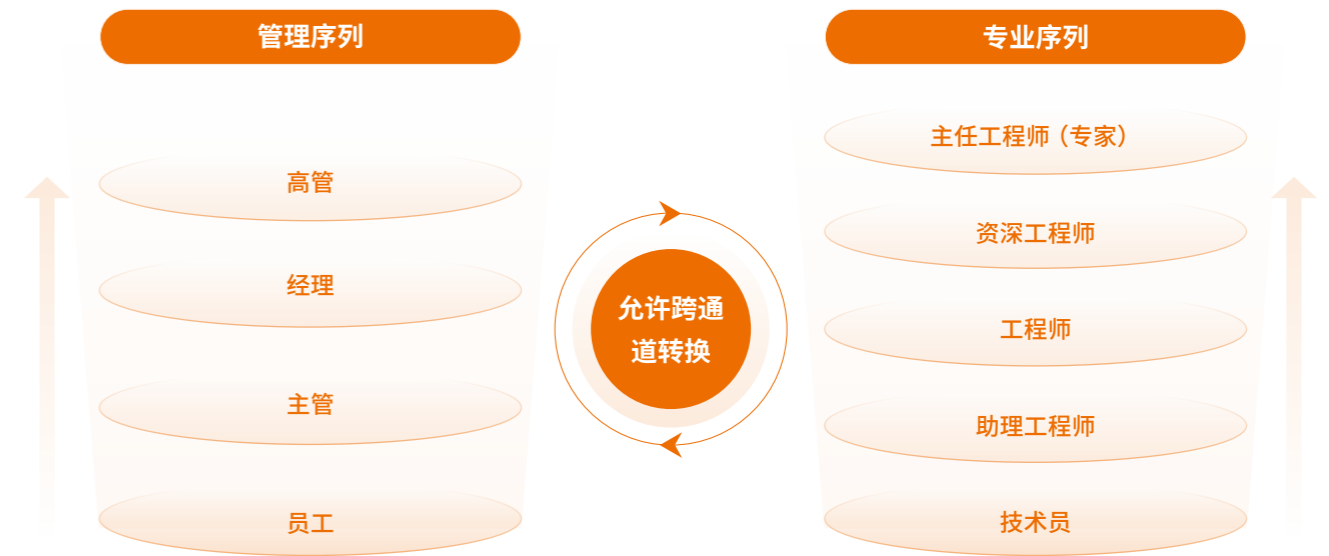 管理序列
高管
经理
主管
员工
允许跨通
道转换
专业序列
主任工程师（专家）
资深工程师
工程师
助理工程师
技术员